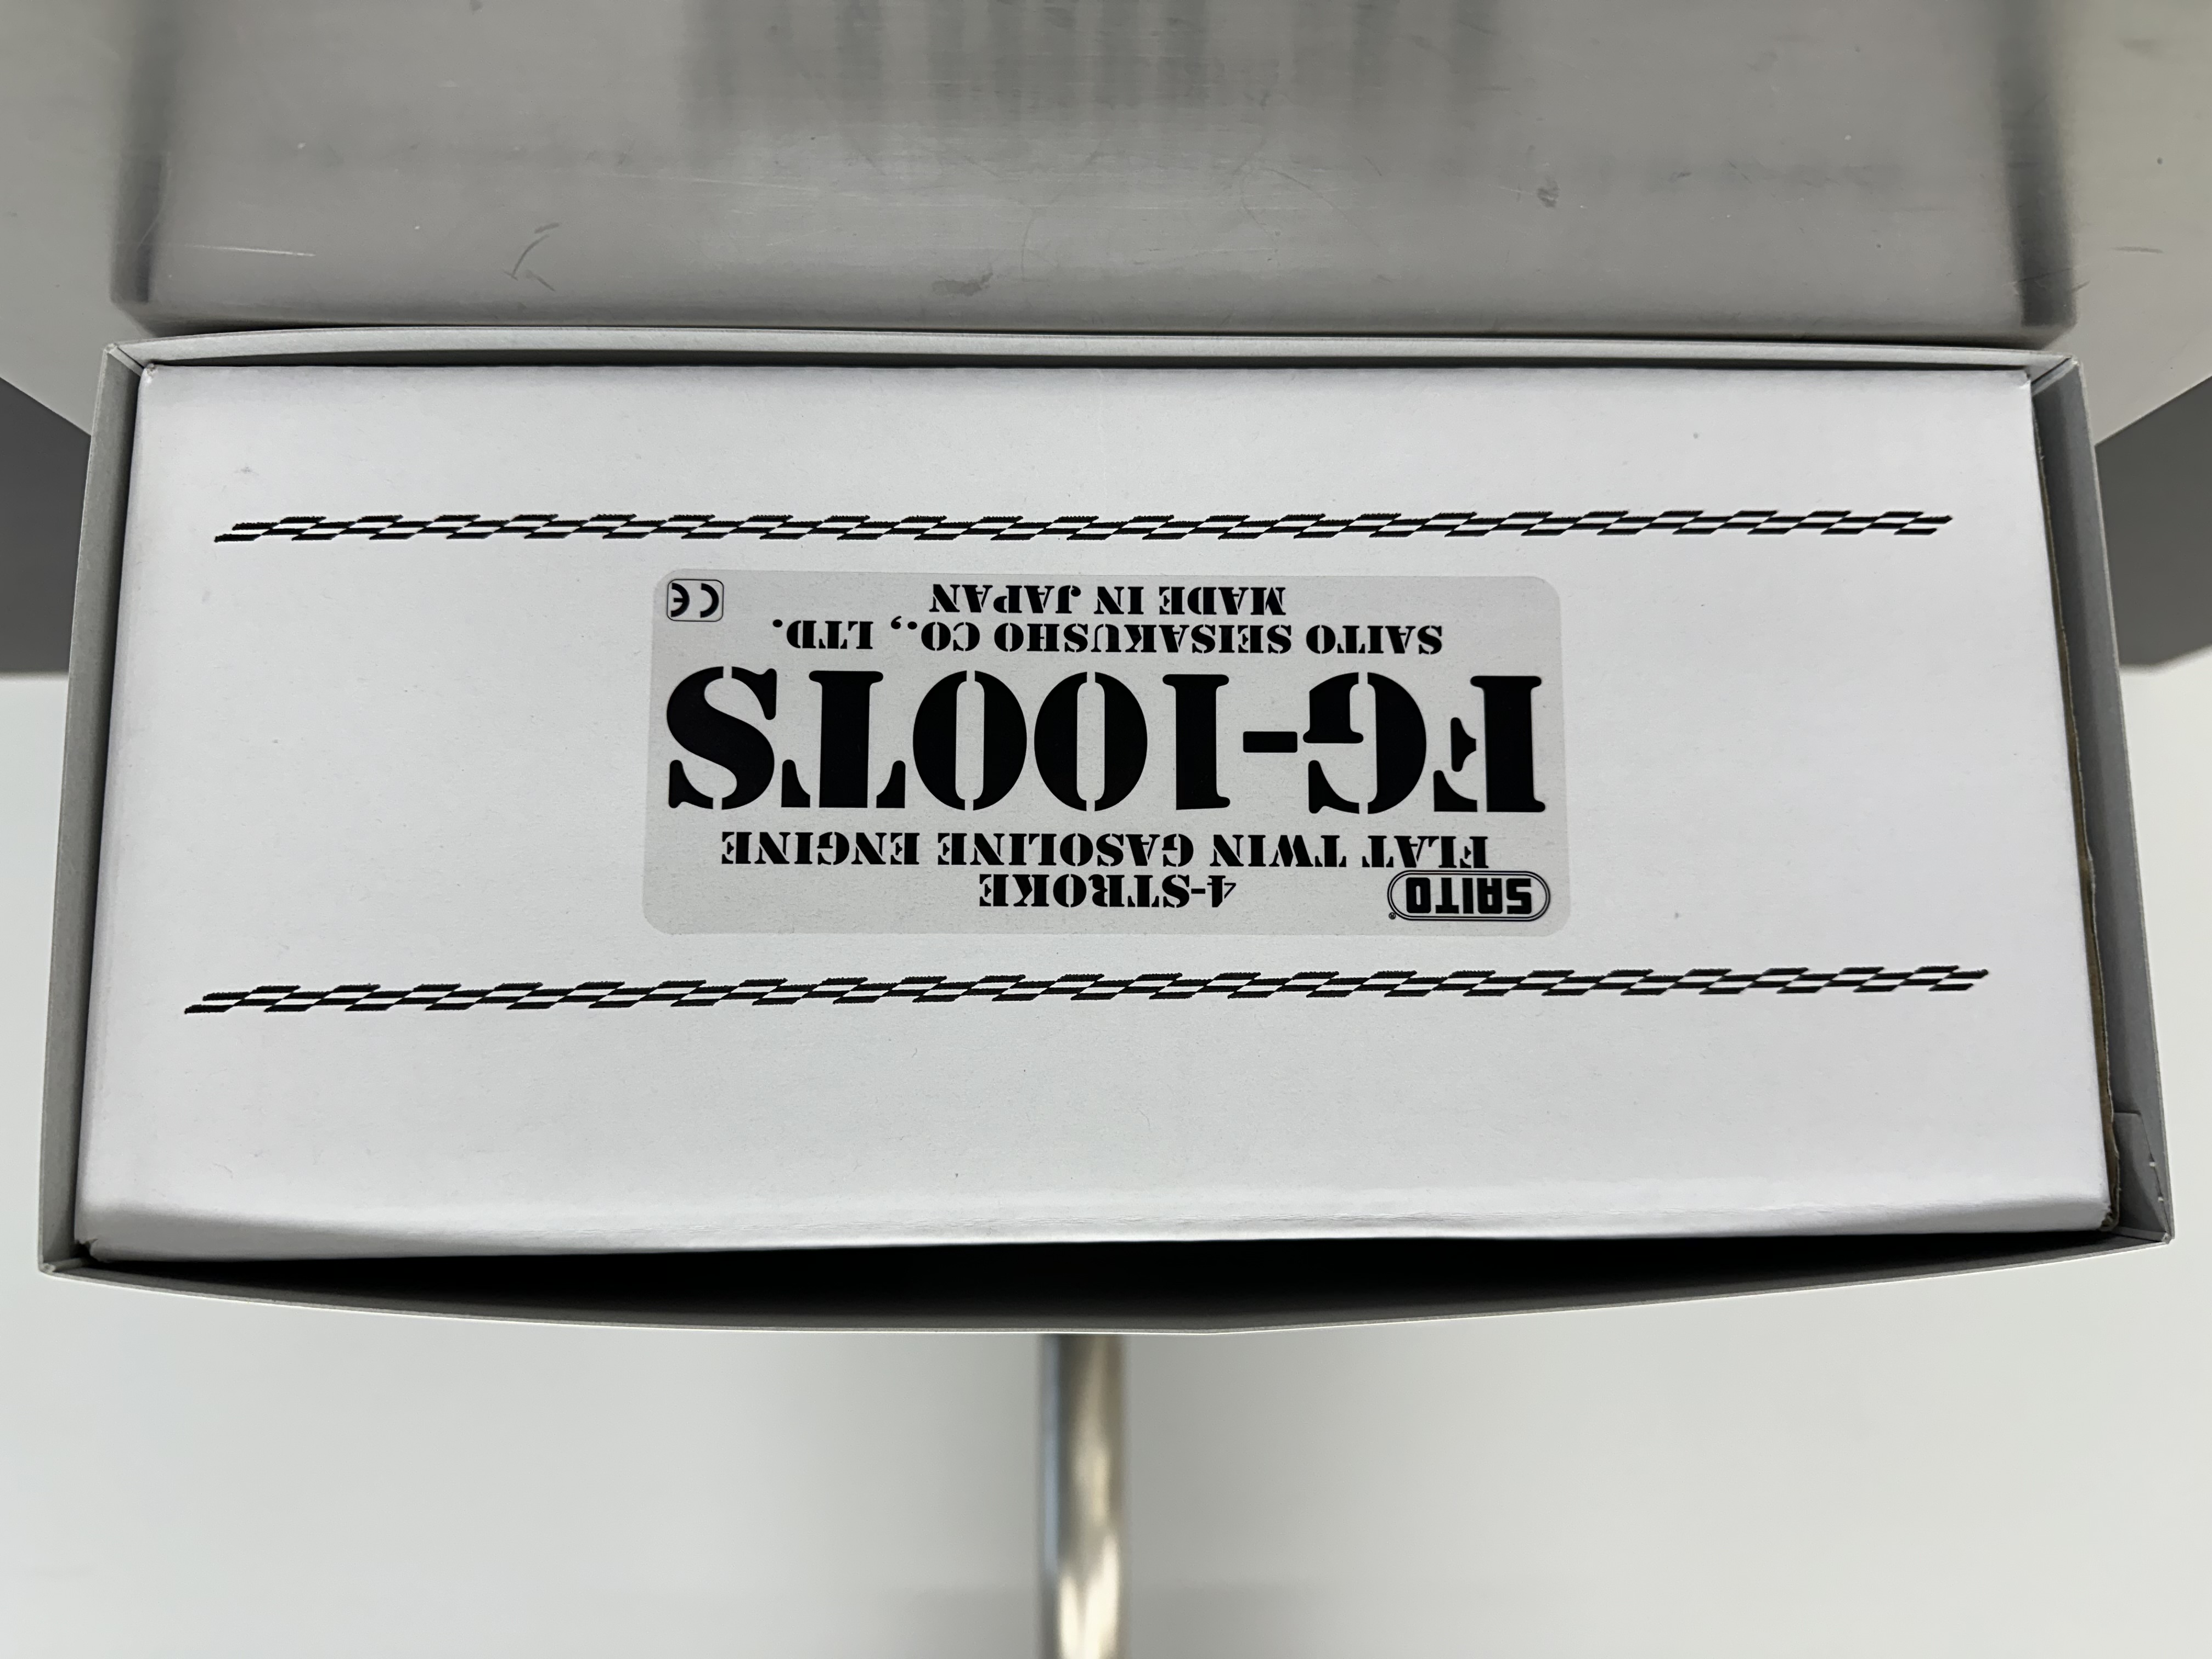 4-STROKE
SAITO®
FLAT TWIN GASOLINE ENGINE
FG-100TS
SAITO SEISAKUSHO CO., LTD.
MADE IN JAPAN
CE